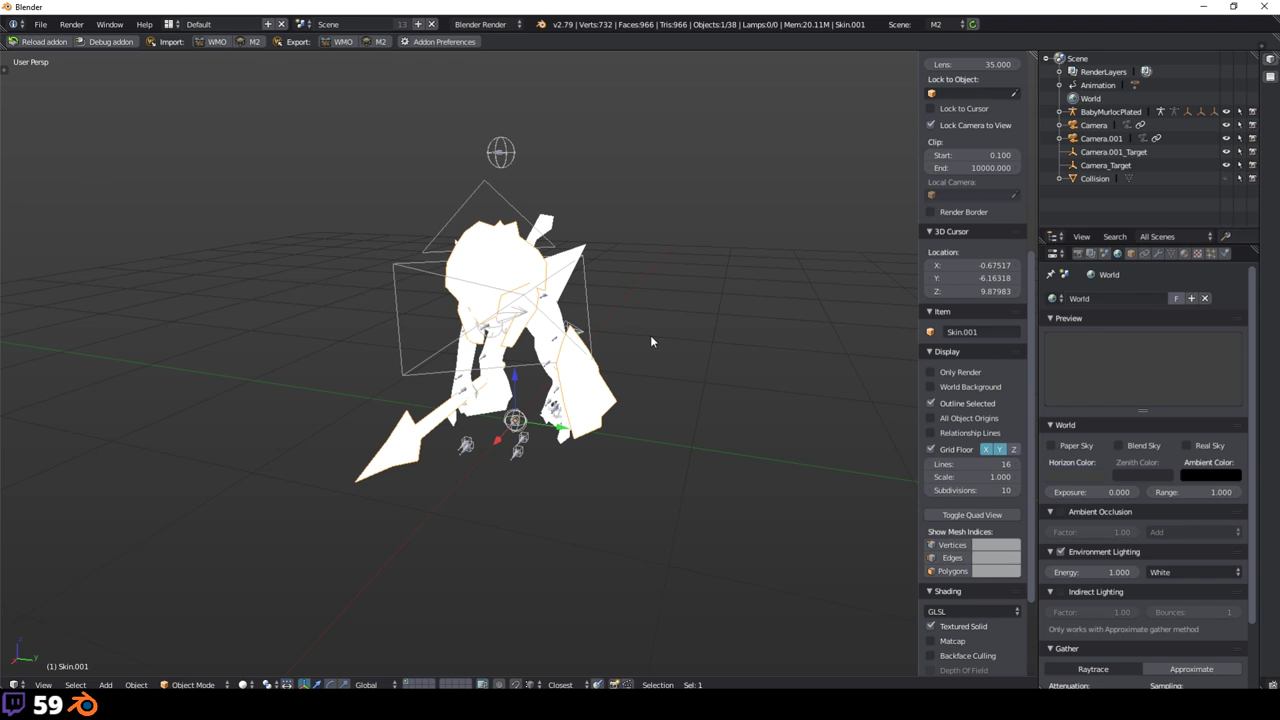 Blender
File Render Window Help Default Scene 13 Blender Render v2.79 | Verts:732 | Faces:966 | Tris:966 | Objects:1/38 | Lamps:0/0 | Mem:20.11M | Skin.001 Scene: M2
Reload addon Debug addon Import: WMO M2 Export: WMO M2 Addon Preferences
User Persp
Lens: 35.000
Lock to Object:
Lock to Cursor
Lock Camera to View
Clip:
Start: 0.100
End: 10000.000
Local Camera:
Render Border
3D Cursor
Location:
X: -0.67517
Y: -6.16318
Z: 9.87983
Item
Skin.001
Display
Only Render
World Background
Outline Selected
All Object Origins
Relationship Lines
Grid Floor X Y Z
Lines: 16
Scale: 1.000
Subdivisions: 10
Toggle Quad View
Show Mesh Indices:
Vertices
Edges
Polygons
Shading
GLSL
Textured Solid
Matcap
Backface Culling
Depth Of Field
Scene
RenderLayers
Animation
World
BabyMurlocPlated
Camera
Camera.001
Camera.001_Target
Camera_Target
Collision
View Search All Scenes
World
World F
Preview
World
Paper Sky Blend Sky Real Sky
Horizon Color: Zenith Color: Ambient Color:
Exposure: 0.000 Range: 1.000
Ambient Occlusion
Factor: 1.00 Add
Environment Lighting
Energy: 1.000 White
Indirect Lighting
Factor: 1.00 Bounces: 1
Only works with Approximate gather method
Gather
Raytrace Approximate
Attenuation: Sampling:
z
y
(1) Skin.001
View Select Add Object Object Mode Global Closest Selection Sel: 1
59